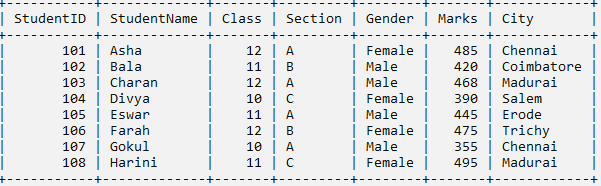 | StudentID | StudentName | Class | Section | Gender | Marks | City |
| 101 | Asha | 12 | A | Female | 485 | Chennai |
| 102 | Bala | 11 | B | Male | 420 | Coimbatore |
| 103 | Charan | 12 | A | Male | 468 | Madurai |
| 104 | Divya | 10 | C | Female | 390 | Salem |
| 105 | Eswar | 11 | A | Male | 445 | Erode |
| 106 | Farah | 12 | B | Female | 475 | Trichy |
| 107 | Gokul | 10 | A | Male | 355 | Chennai |
| 108 | Harini | 11 | C | Female | 495 | Madurai |